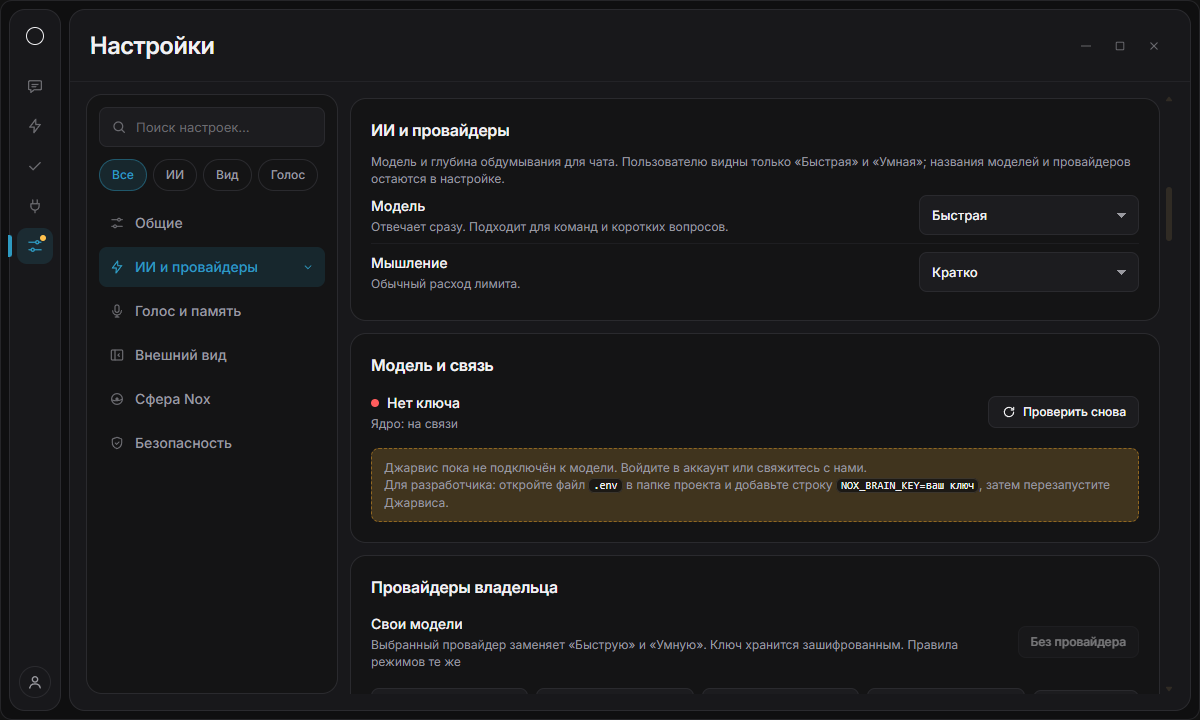 Настройки
Поиск настроек...
Все
ИИ
Вид
Голос
Общие
ИИ и провайдеры
Голос и память
Внешний вид
Сфера Nox
Безопасность
ИИ и провайдеры
Модель и глубина обдумывания для чата. Пользователю видны только «Быстрая» и «Умная»; названия моделей и провайдеров
остаются в настройке.
Модель
Отвечает сразу. Подходит для команд и коротких вопросов.
Быстрая
Мышление
Обычный расход лимита.
Кратко
Модель и связь
Нет ключа
Ядро: на связи
Проверить снова
Джарвис пока не подключён к модели. Войдите в аккаунт или свяжитесь с нами.
Для разработчика: откройте файл .env в папке проекта и добавьте строку NOX_BRAIN_KEY=ваш ключ, затем перезапустите
Джарвиса.
Провайдеры владельца
Свои модели
Выбранный провайдер заменяет «Быструю» и «Умную». Ключ хранится зашифрованным. Правила
режимов те же
Без провайдера